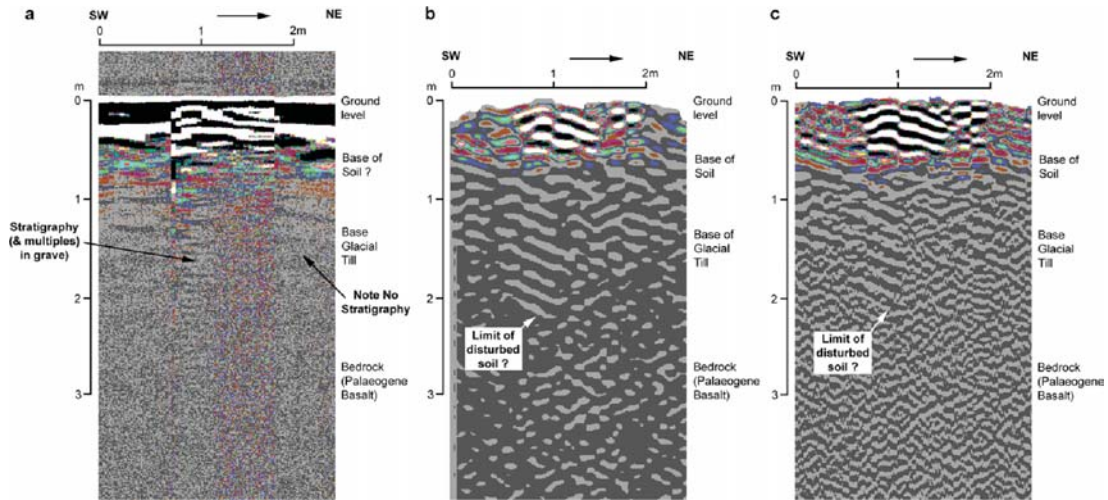 a
SW
NE
0
1
2m
m
0
1
2
3
Ground
level
Base of
Soil ?
Base
Glacial
Till
Bedrock
(Palaeogene
Basalt)
Stratigraphy
(& multiples)
in grave)
Note No
Stratigraphy
b
SW
NE
0
1
2m
m
0
1
2
3
Ground
level
Base of
Soil
Base of
Glacial
Till
Bedrock
(Palaeogene
Basalt)
Limit of
disturbed
soil ?
c
SW
NE
0
1
2m
m
0
1
2
3
Ground
level
Base of
Soil
Base
Glacial
Till
Bedrock
(Palaeogene
Basalt)
Limit of
disturbed
soil ?